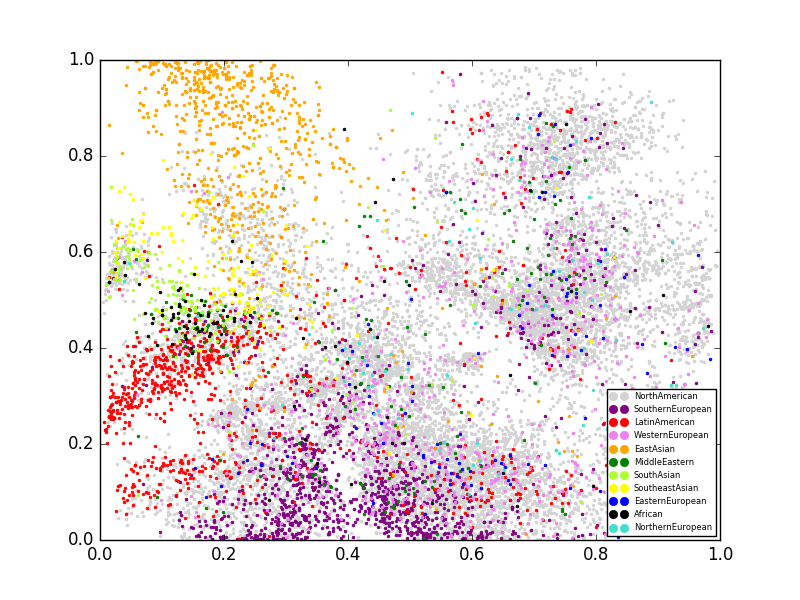 1.0
0.8
0.6
0.4
0.2
0.0
0.0 0.2 0.4 0.6 0.8 1.0
NorthAmerican
SouthernEuropean
LatinAmerican
WesternEuropean
EastAsian
MiddleEastern
SouthAsian
SoutheastAsian
EasternEuropean
African
NorthernEuropean